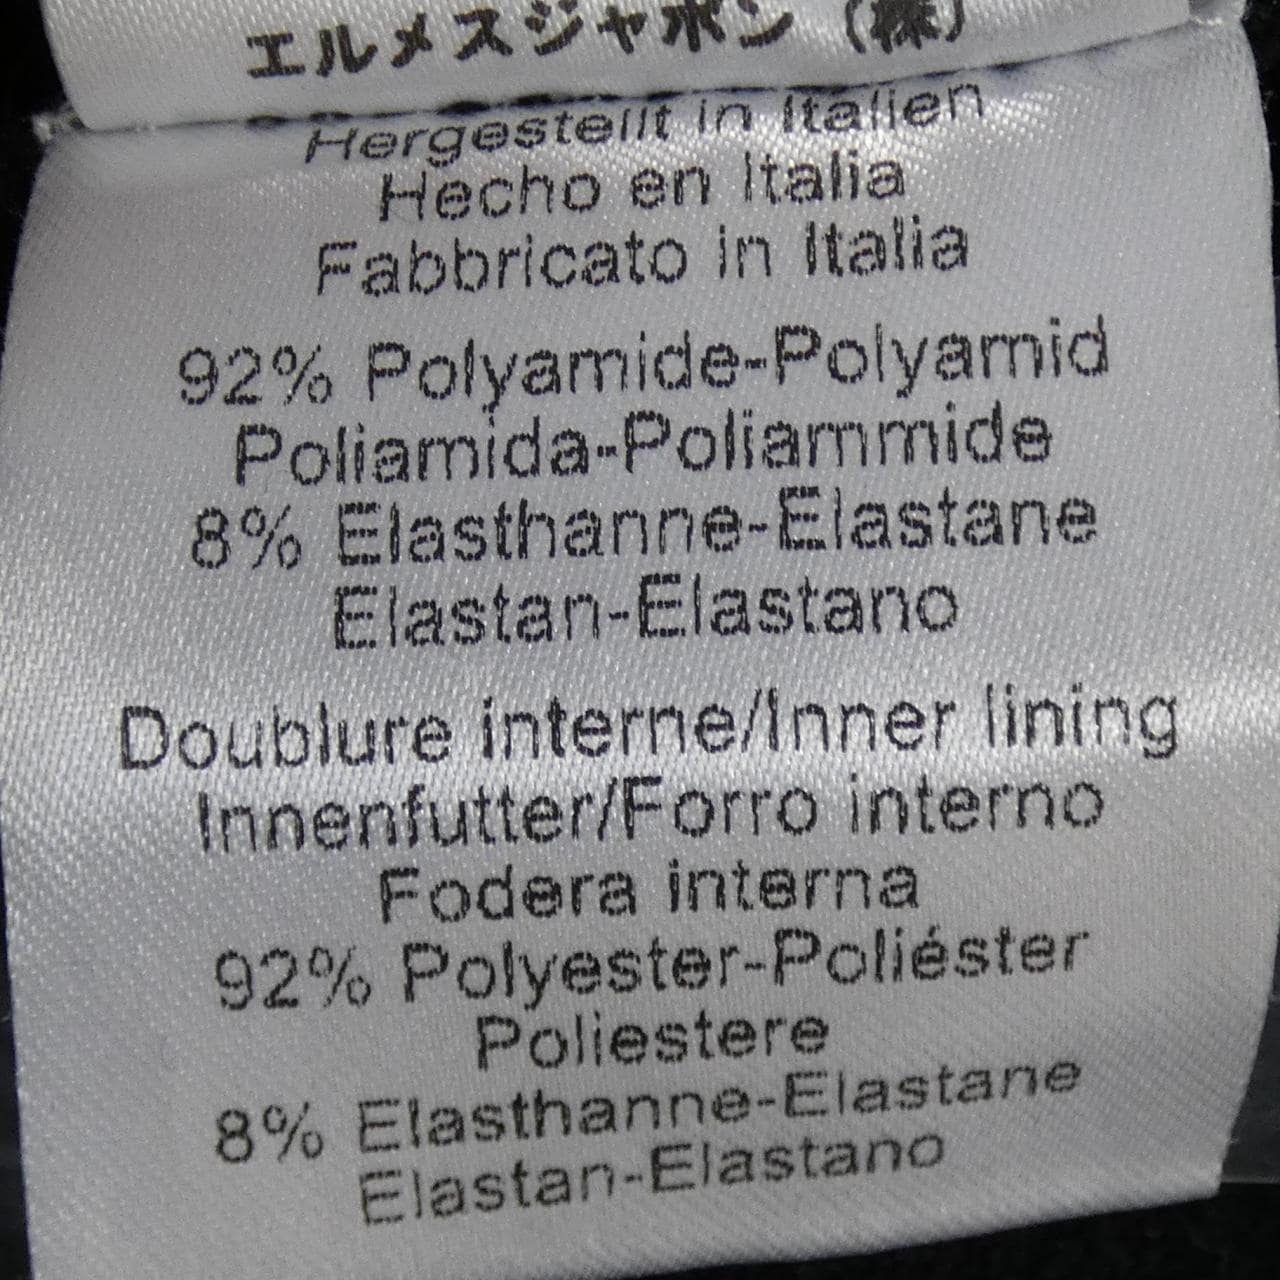 エルメスジャポン（株）
Hergestellt in Italien
Hecho en Italia
Fabbricato in Italia
92% Polyamide-Polyamid
Poliamida-Poliammide
8% Elasthanne-Elastane
Elastan-Elastano
Doublure interne/Inner lining
Innenfutter/Forro interno
Fodera interna
92% Polyester-Poliéster
Poliestere
8% Elasthanne-Elastane
Elastan-Elastano